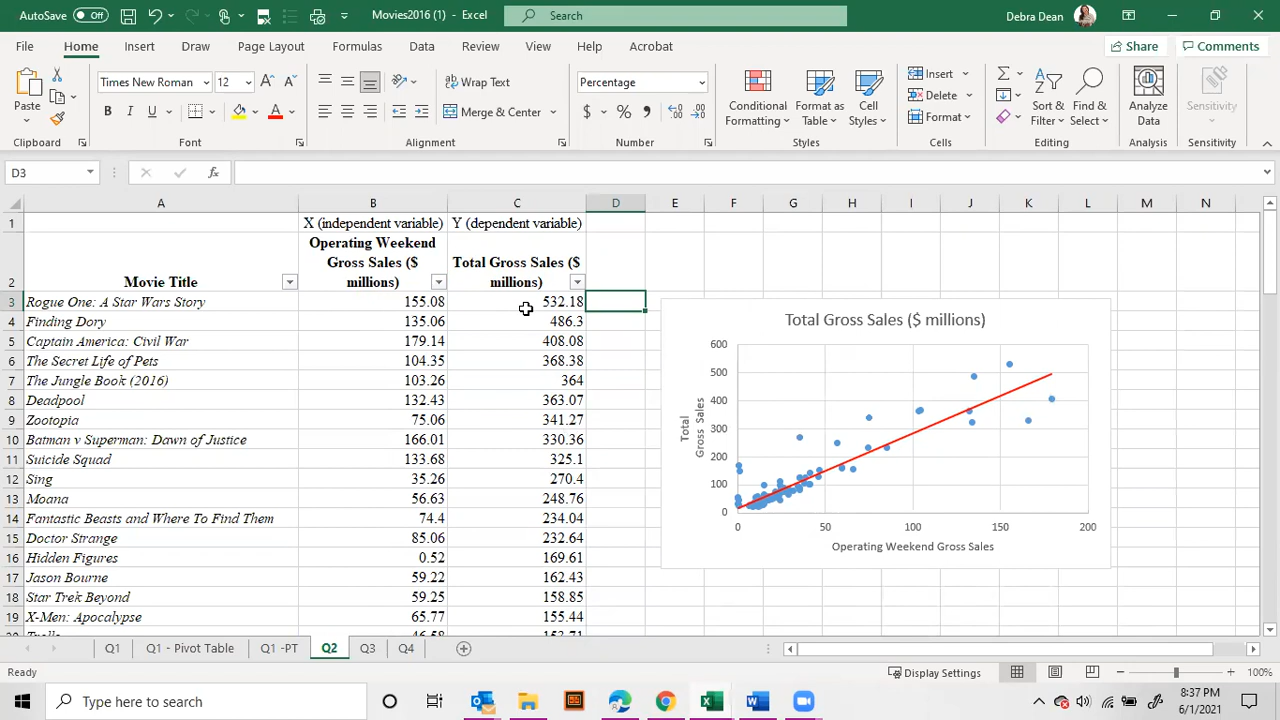 AutoSave Off Movies2016 (1) - Excel Search Debra Dean
File Home Insert Draw Page Layout Formulas Data Review View Help Acrobat Share Comments
Paste Times New Roman 12 Wrap Text Percentage Conditional Formatting Format as Table Cell Styles Insert Sort & Filter Find & Select Analyze Data Sensitivity
B I U Merge & Center $ % Delete
Format
Clipboard Font Alignment Number Styles Cells Editing Analysis Sensitivity
D3 fx
A B C D E F G H I J K L M N
1 X (independent variable) Y (dependent variable)
2 Movie Title Operating Weekend Gross Sales ($ millions) Total Gross Sales ($ millions)
3 Rogue One: A Star Wars Story 155.08 532.18
4 Finding Dory 135.06 486.3
5 Captain America: Civil War 179.14 408.08
6 The Secret Life of Pets 104.35 368.38
7 The Jungle Book (2016) 103.26 364
8 Deadpool 132.43 363.07
9 Zootopia 75.06 341.27
10 Batman v Superman: Dawn of Justice 166.01 330.36
11 Suicide Squad 133.68 325.1
12 Sing 35.26 270.4
13 Moana 56.63 248.76
14 Fantastic Beasts and Where To Find Them 74.4 234.04
15 Doctor Strange 85.06 232.64
16 Hidden Figures 0.52 169.61
17 Jason Bourne 59.22 162.43
18 Star Trek Beyond 59.25 158.85
19 X-Men: Apocalypse 65.77 155.44
Total Gross Sales ($ millions)
600
500
400
300
200
100
0
Total Gross Sales
0 50 100 150 200
Operating Weekend Gross Sales
Q1 Q1 - Pivot Table Q1 -PT Q2 Q3 Q4
Ready Display Settings 100%
Type here to search
8:37 PM
6/1/2021